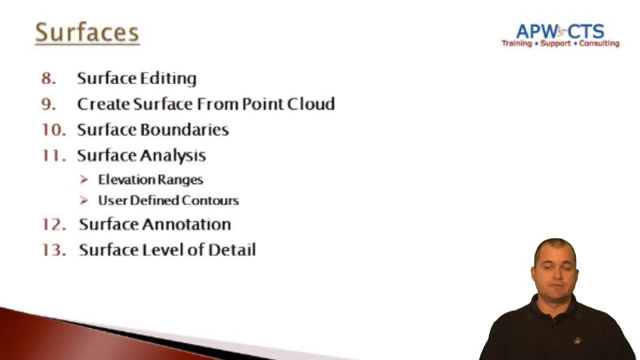 Surfaces
APW CTS
Training • Support • Consulting
8. Surface Editing
9. Create Surface From Point Cloud
10. Surface Boundaries
11. Surface Analysis
Elevation Ranges
User Defined Contours
12. Surface Annotation
13. Surface Level of Detail